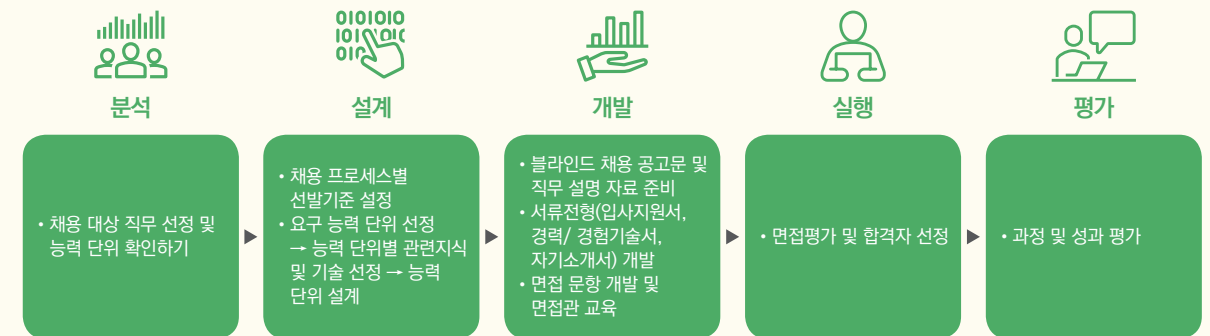 분석
• 채용 대상 직무 선정 및
능력 단위 확인하기
설계
• 채용 프로세스별
선발기준 설정
• 요구 능력 단위 선정
→ 능력 단위별 관련지식
및 기술 선정 → 능력
단위 설계
개발
• 블라인드 채용 공고문 및
직무 설명 자료 준비
• 서류전형(입사지원서,
경력/ 경험기술서,
자기소개서) 개발
• 면접 문항 개발 및
면접관 교육
실행
• 면접평가 및 합격자 선정
평가
• 과정 및 성과 평가